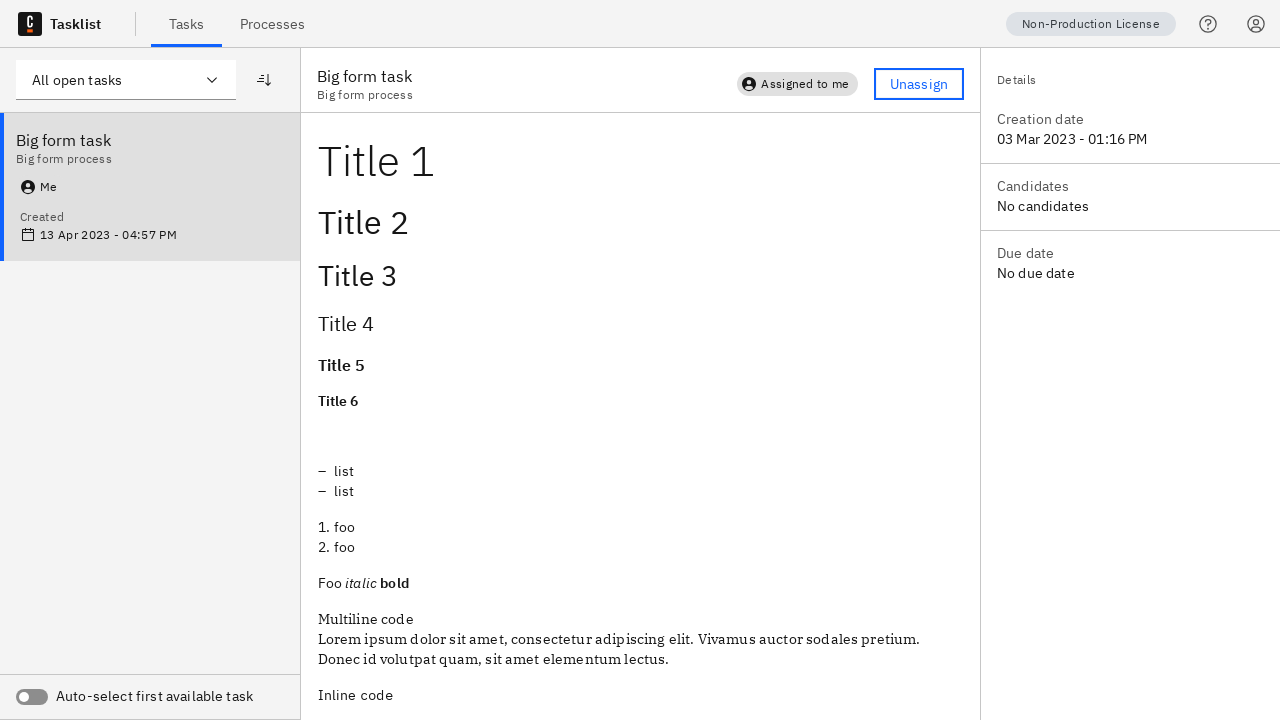 Tasklist
Tasks
Processes
Non-Production License
All open tasks
Big form task
Big form process
Me
Created
13 Apr 2023 - 04:57 PM
Auto-select first available task
Big form task
Big form process
Assigned to me
Unassign
Title 1
Title 2
Title 3
Title 4
Title 5
Title 6
– list
– list
1. foo
2. foo
Foo italic bold
Multiline code
Lorem ipsum dolor sit amet, consectetur adipiscing elit. Vivamus auctor sodales pretium.
Donec id volutpat quam, sit amet elementum lectus.
Inline code
Details
Creation date
03 Mar 2023 - 01:16 PM
Candidates
No candidates
Due date
No due date